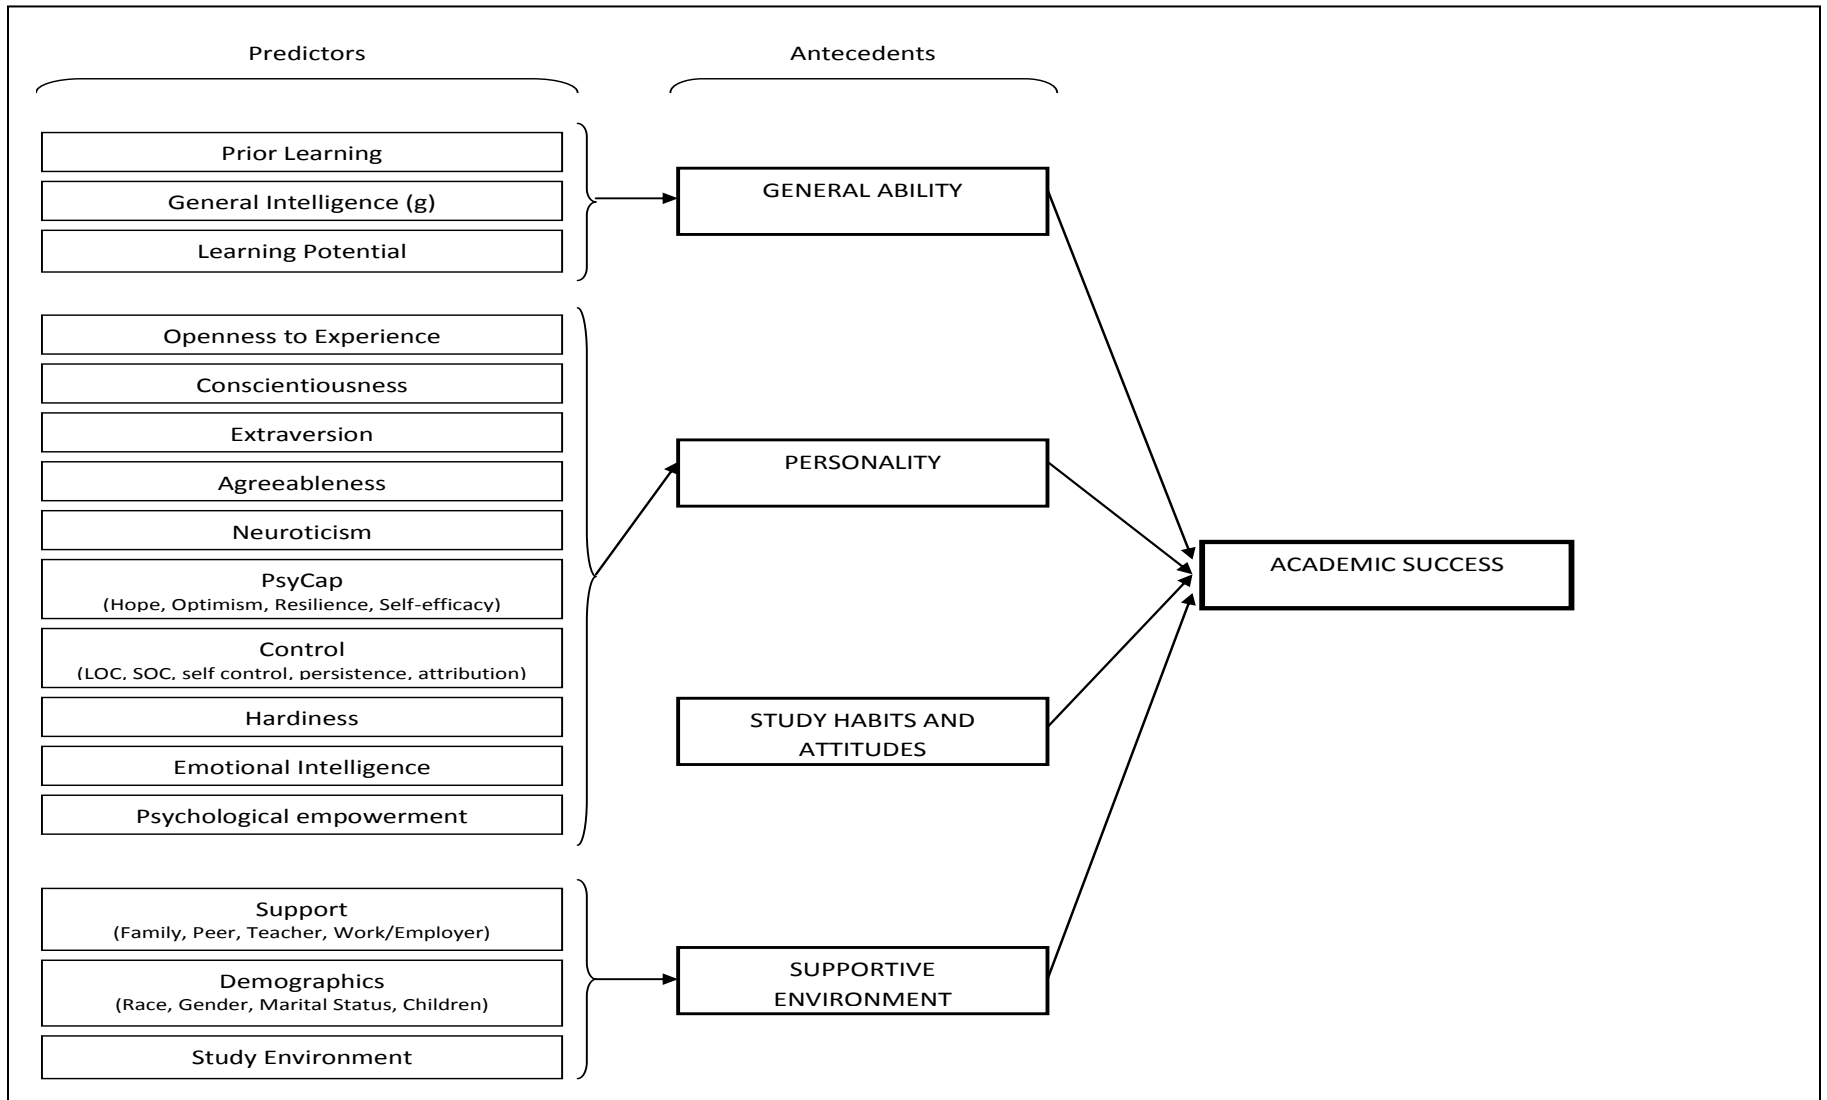 Predictors
Antecedents
Prior Learning
General Intelligence (g)
Learning Potential
GENERAL ABILITY
Openness to Experience
Conscientiousness
Extraversion
Agreeableness
Neuroticism
PsyCap
(Hope, Optimism, Resilience, Self-efficacy)
Control
(LOC, SOC, self control, persistence, attribution)
Hardiness
Emotional Intelligence
Psychological empowerment
PERSONALITY
STUDY HABITS AND
ATTITUDES
Support
(Family, Peer, Teacher, Work/Employer)
Demographics
(Race, Gender, Marital Status, Children)
Study Environment
SUPPORTIVE
ENVIRONMENT
ACADEMIC SUCCESS